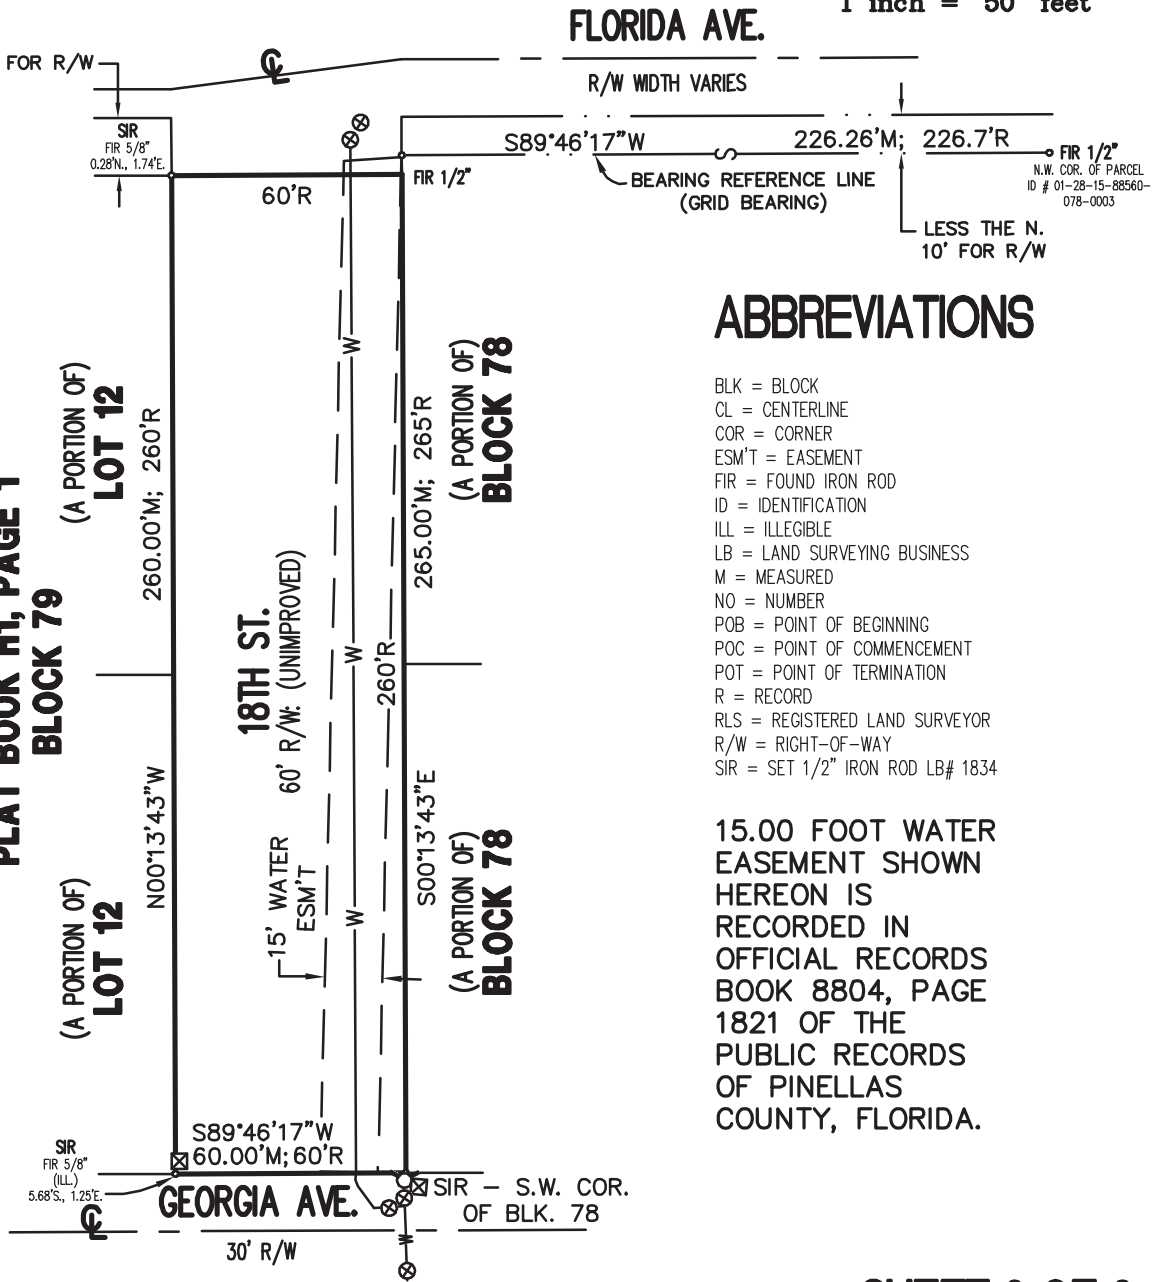 1 inch = 50 feet
FLORIDA AVE.
FOR R/W
CL
R/W WIDTH VARIES
SIR
FIR 5/8"
0.28'N., 1.74'E.
S89°46'17"W
226.26'M; 226.7'R
FIR 1/2"
N.W. COR. OF PARCEL
ID # 01-28-15-88560-
078-0003
60'R
FIR 1/2"
BEARING REFERENCE LINE
(GRID BEARING)
LESS THE N.
10' FOR R/W
ABBREVIATIONS
BLK = BLOCK
CL = CENTERLINE
COR = CORNER
ESM'T = EASEMENT
FIR = FOUND IRON ROD
ID = IDENTIFICATION
ILL = ILLEGIBLE
LB = LAND SURVEYING BUSINESS
M = MEASURED
NO = NUMBER
POB = POINT OF BEGINNING
POC = POINT OF COMMENCEMENT
POT = POINT OF TERMINATION
R = RECORD
RLS = REGISTERED LAND SURVEYOR
R/W = RIGHT-OF-WAY
SIR = SET 1/2" IRON ROD LB# 1834
15.00 FOOT WATER
EASEMENT SHOWN
HEREON IS
RECORDED IN
OFFICIAL RECORDS
BOOK 8804, PAGE
1821 OF THE
PUBLIC RECORDS
OF PINELLAS
COUNTY, FLORIDA.
PLAT BOOK H1, PAGE 1
BLOCK 79
(A PORTION OF)
LOT 12
260.00'M; 260'R
N00°13'43"W
(A PORTION OF)
LOT 12
18TH ST.
60' R/W: (UNIMPROVED)
15' WATER
ESM'T
W
W
W
260'R
265.00'M; 265'R
S00°13'43"E
(A PORTION OF)
BLOCK 78
(A PORTION OF)
BLOCK 78
S89°46'17"W
60.00'M; 60'R
SIR
FIR 5/8"
(ILL.)
5.68'S., 1.25'E.
GEORGIA AVE.
SIR - S.W. COR.
OF BLK. 78
CL
30' R/W
W